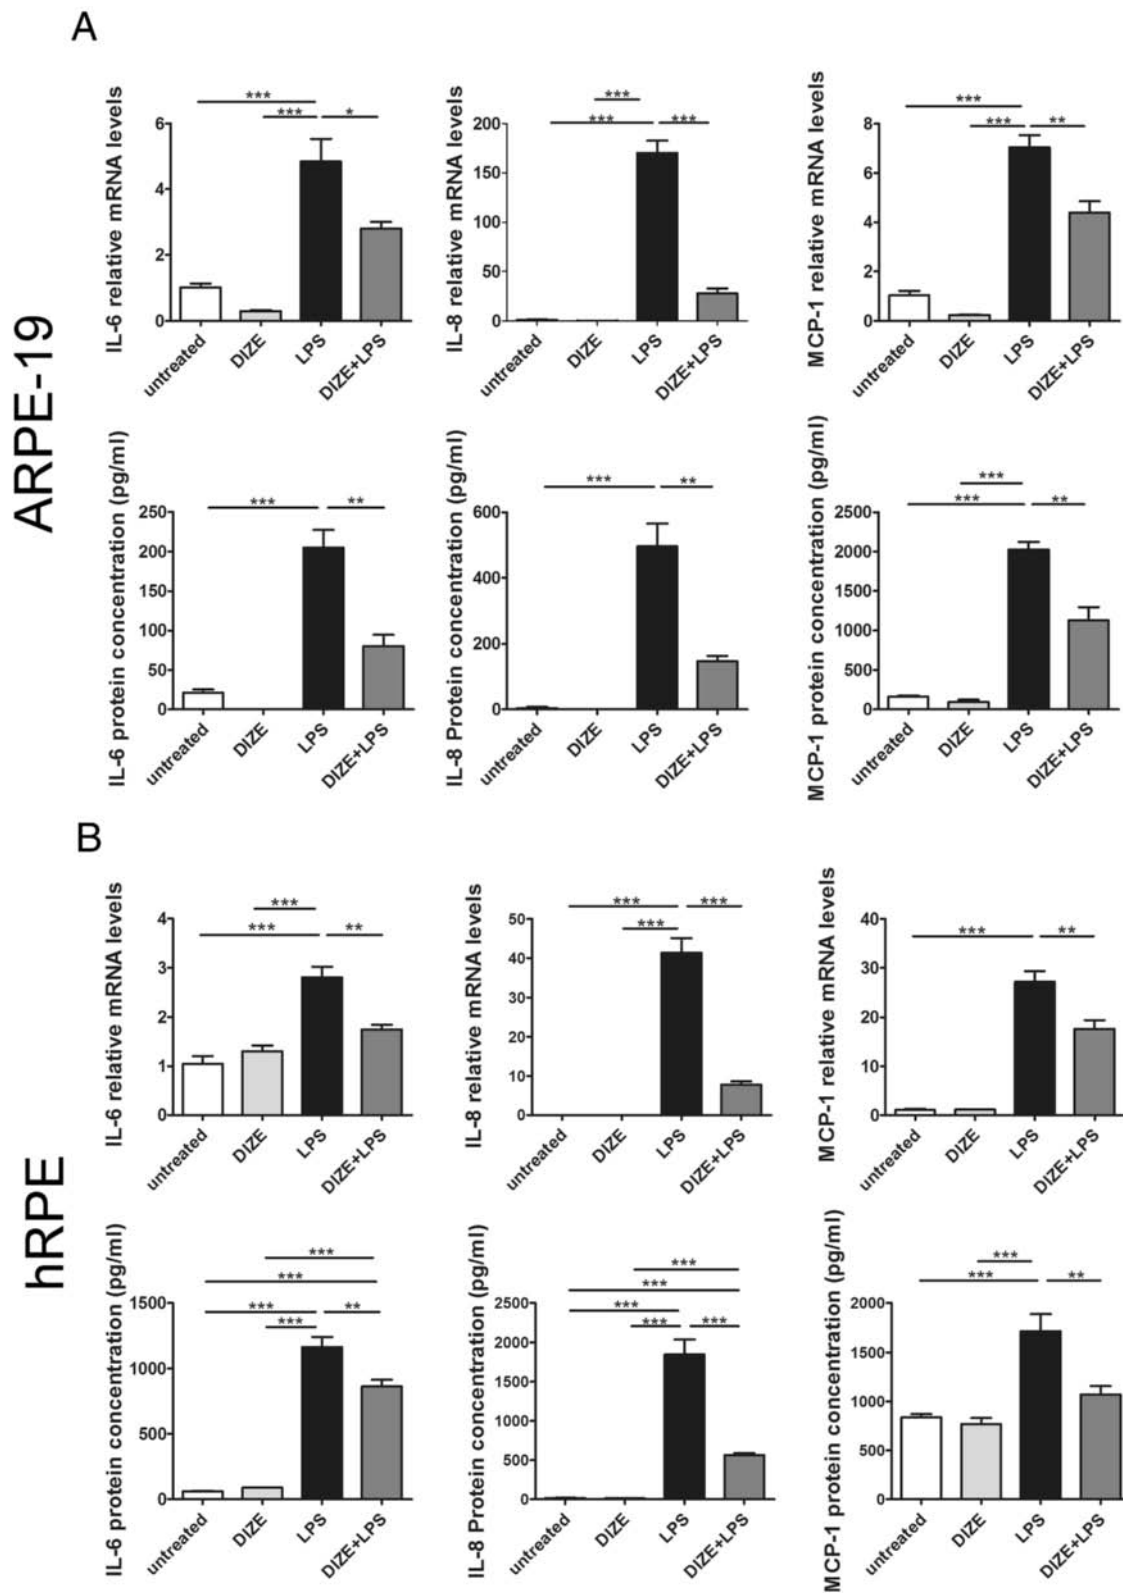 A
ARPE-19
IL-6 relative mRNA levels
6
4
2
0
***
***
*
untreated
DIZE
LPS
DIZE+LPS
IL-8 relative mRNA levels
200
150
100
50
0
***
***
***
untreated
DIZE
LPS
DIZE+LPS
MCP-1 relative mRNA levels
8
6
4
2
0
***
***
**
untreated
DIZE
LPS
DIZE+LPS
IL-6 protein concentration (pg/ml)
250
200
150
100
50
0
***
**
untreated
DIZE
LPS
DIZE+LPS
IL-8 Protein concentration (pg/ml)
600
400
200
0
***
**
untreated
DIZE
LPS
DIZE+LPS
MCP-1 protein concentration (pg/ml)
2500
2000
1500
1000
500
0
***
***
**
untreated
DIZE
LPS
DIZE+LPS
B
hRPE
IL-6 relative mRNA levels
4
3
2
1
0
***
***
**
untreated
DIZE
LPS
DIZE+LPS
IL-8 relative mRNA levels
50
40
30
20
10
0
***
***
***
untreated
DIZE
LPS
DIZE+LPS
MCP-1 relative mRNA levels
40
30
20
10
0
***
**
untreated
DIZE
LPS
DIZE+LPS
IL-6 protein concentration (pg/ml)
1500
1000
500
0
***
***
***
**
***
untreated
DIZE
LPS
DIZE+LPS
IL-8 Protein concentration (pg/ml)
2500
2000
1500
1000
500
0
***
***
***
***
***
untreated
DIZE
LPS
DIZE+LPS
MCP-1 protein concentration (pg/ml)
2000
1500
1000
500
0
***
***
**
untreated
DIZE
LPS
DIZE+LPS